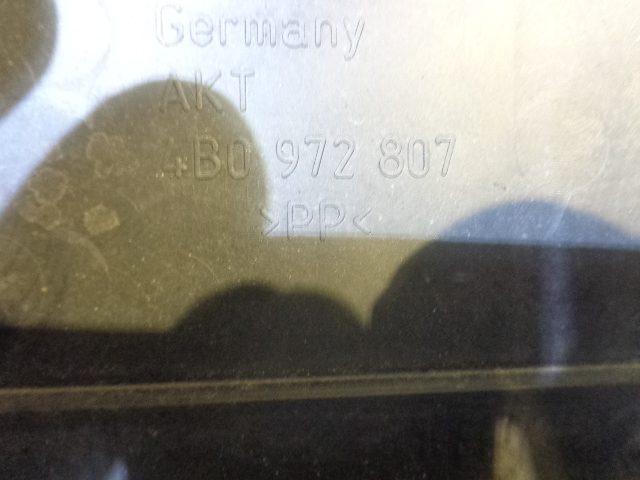 Germany
AKT
4B0 972 807
>PP<